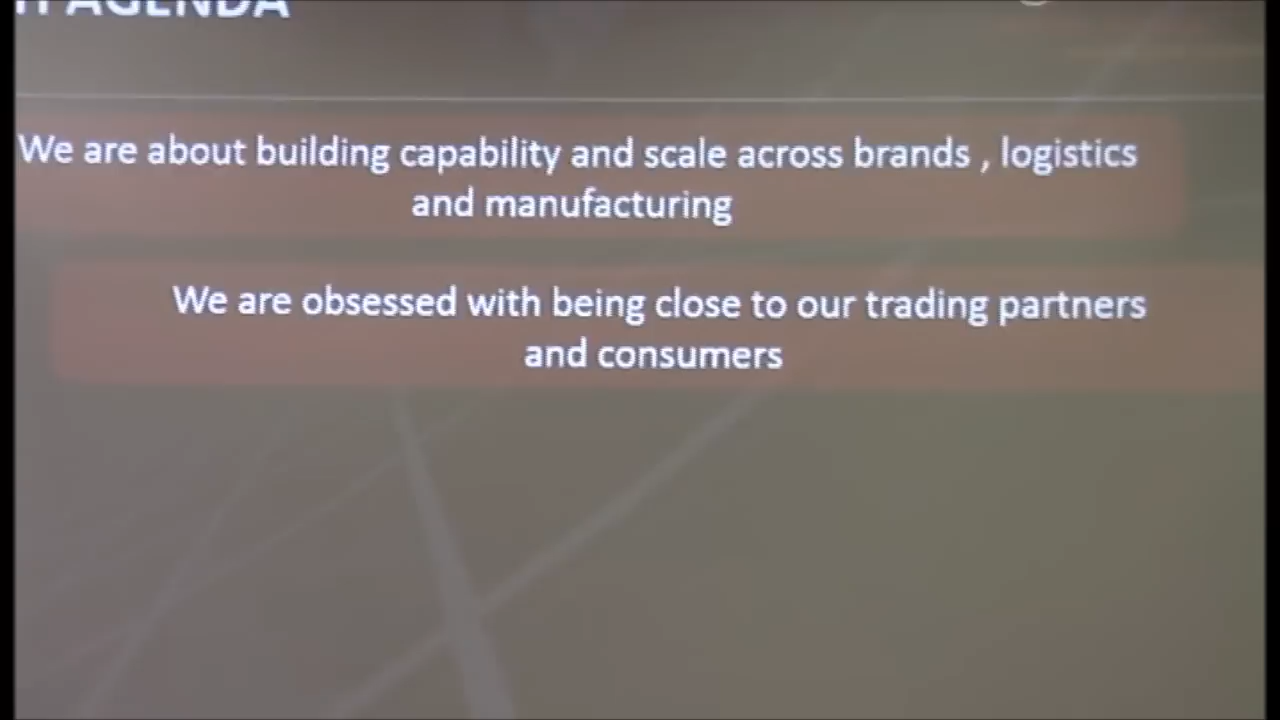 AGENDA
We are about building capability and scale across brands , logistics
and manufacturing
We are obsessed with being close to our trading partners
and consumers